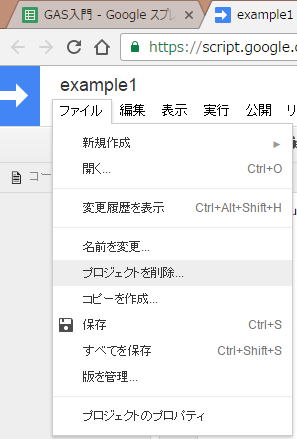 GAS入門 - Google スプレ
example1
https://script.google.c
example1
ファイル 編集 表示 実行 公開 リ
新規作成
開く... Ctrl+O
コー
変更履歴を表示 Ctrl+Alt+Shift+H
名前を変更...
プロジェクトを削除...
コピーを作成...
保存 Ctrl+S
すべてを保存 Ctrl+Shift+S
版を管理...
プロジェクトのプロパティ